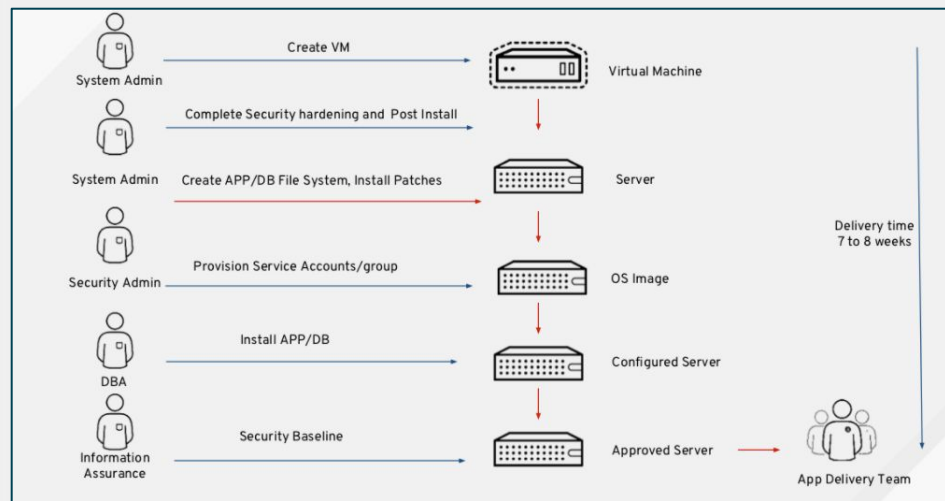 Create VM
System Admin
Virtual Machine
Complete Security hardening and Post Install
System Admin
Create APP/DB File System, Install Patches
Server
Delivery time
7 to 8 weeks
Security Admin
Provision Service Accounts/group
OS Image
Install APP/DB
DBA
Configured Server
Security Baseline
Information
Assurance
Approved Server
App Delivery Team